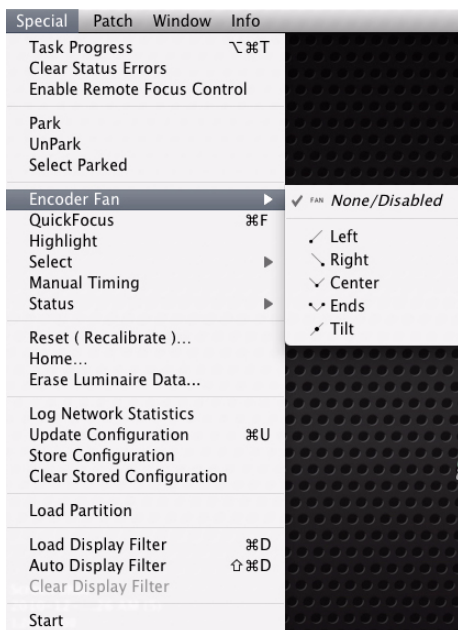 Special Patch Window Info
Task Progress ⌥⌘T
Clear Status Errors
Enable Remote Focus Control
Park
UnPark
Select Parked
Encoder Fan
QuickFocus ⌘F
Highlight
Select
Manual Timing
Status
FAN None/Disabled
Left
Right
Center
Ends
Tilt
Reset ( Recalibrate )...
Home...
Erase Luminaire Data...
Log Network Statistics
Update Configuration ⌘U
Store Configuration
Clear Stored Configuration
Load Partition
Load Display Filter ⌘D
Auto Display Filter ⇧⌘D
Clear Display Filter
Start